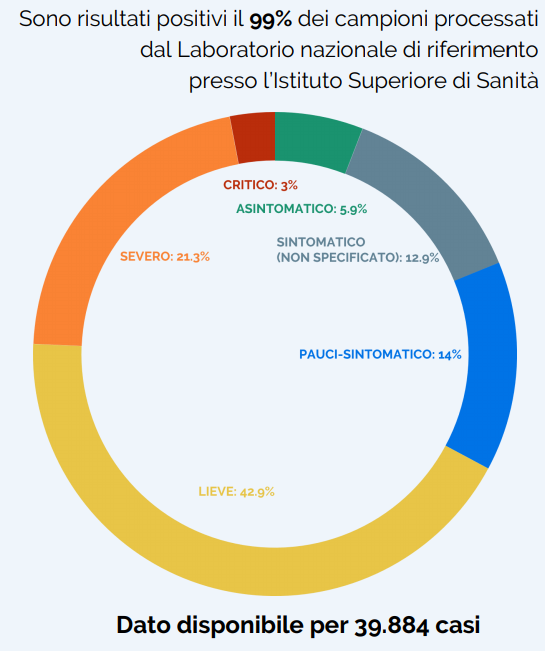 Sono risultati positivi il 99% dei campioni processati
dal Laboratorio nazionale di riferimento
presso l'Istituto Superiore di Sanità
CRITICO: 3%
ASINTOMATICO: 5.9%
SINTOMATICO
(NON SPECIFICATO): 12.9%
SEVERO: 21.3%
PAUCI-SINTOMATICO: 14%
LIEVE: 42.9%
Dato disponibile per 39.884 casi